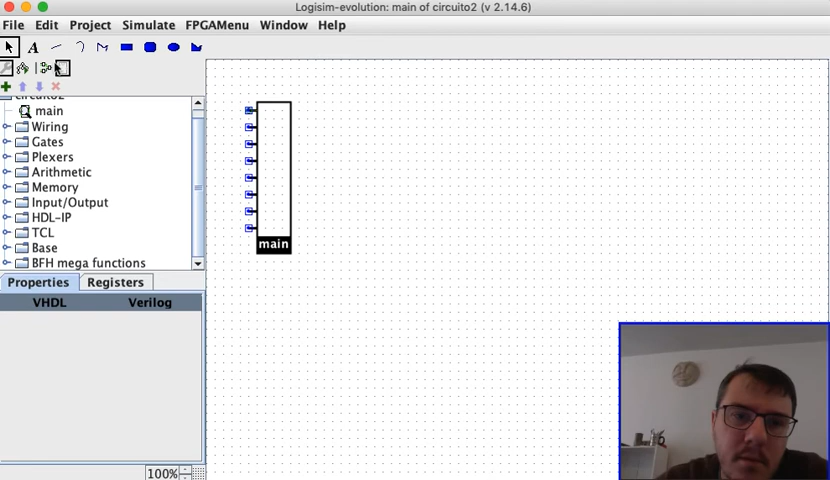 Logisim-evolution: main of circuito2 (v 2.14.6)
File Edit Project Simulate FPGAMenu Window Help
A
circuito2
main
Wiring
Gates
Plexers
Arithmetic
Memory
Input/Output
HDL-IP
TCL
Base
BFH mega functions
Properties Registers
VHDL Verilog
100%
main